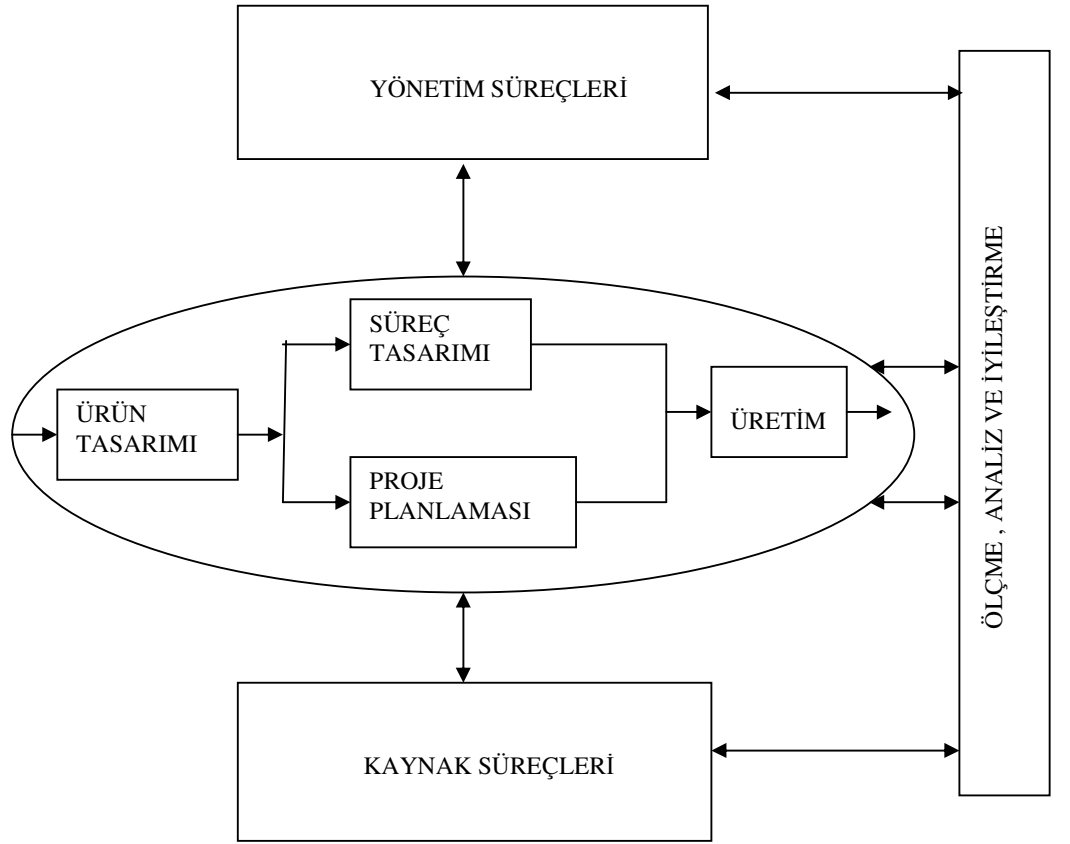 YÖNETİM SÜREÇLERİ
SÜREÇ
TASARIMI
ÜRÜN
TASARIMI
ÜRETİM
PROJE
PLANLAMASI
KAYNAK SÜREÇLERİ
ÖLÇME , ANALİZ VE İYİLEŞTİRME